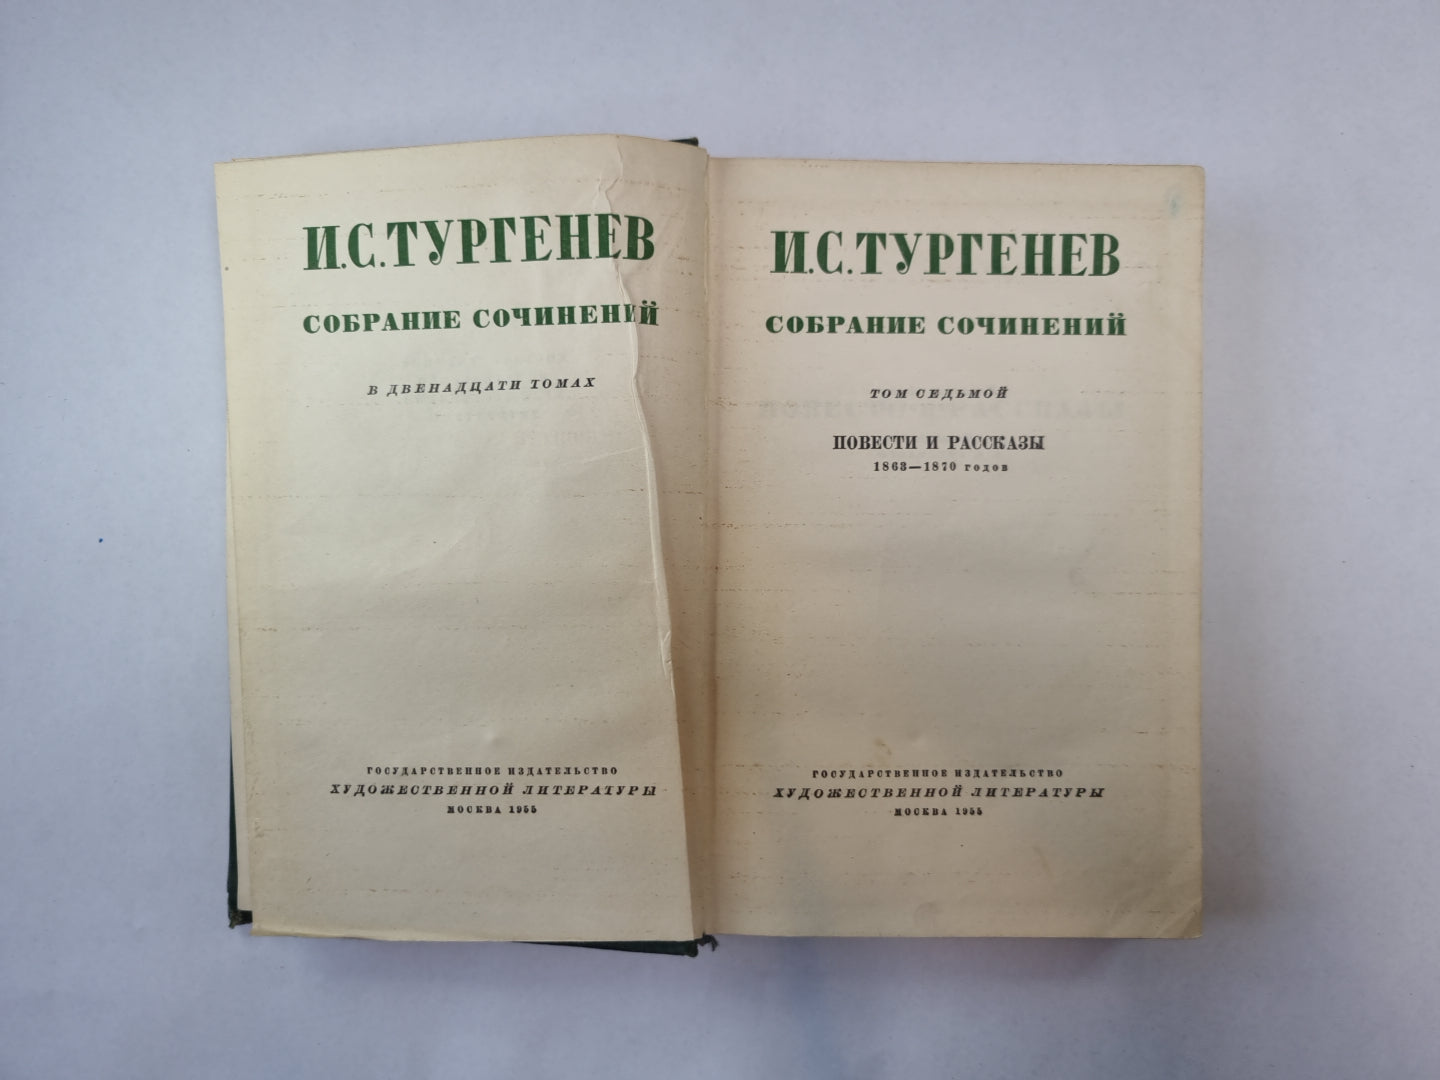 И.С.ТУРГЕНЕВ
СОБРАНИЕ СОЧИНЕНИЙ
В ДВЕНАДЦАТИ ТОМАХ
ГОСУДАРСТВЕННОЕ ИЗДАТЕЛЬСТВО
ХУДОЖЕСТВЕННОЙ ЛИТЕРАТУРЫ
МОСКВА 1955
И.С.ТУРГЕНЕВ
СОБРАНИЕ СОЧИНЕНИЙ
ТОМ СЕДЬМОЙ
ПОВЕСТИ И РАССКАЗЫ
1863—1870 годов
ГОСУДАРСТВЕННОЕ ИЗДАТЕЛЬСТВО
ХУДОЖЕСТВЕННОЙ ЛИТЕРАТУРЫ
МОСКВА 1955